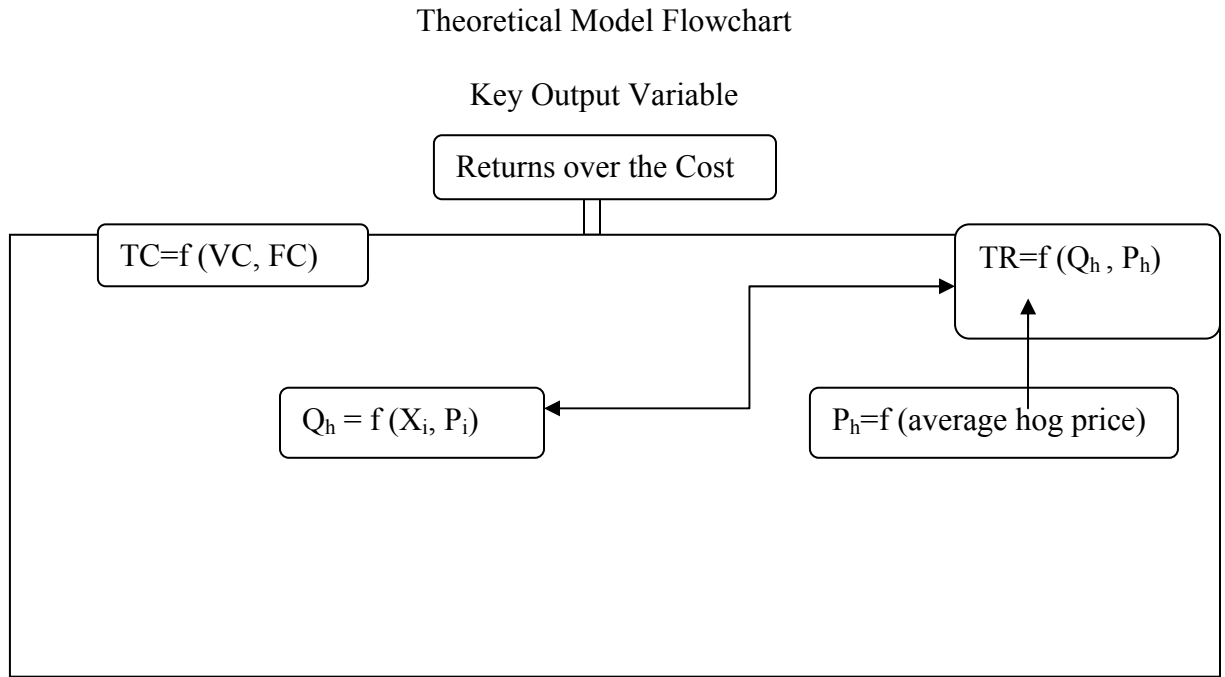 Theoretical Model Flowchart
Key Output Variable
Returns over the Cost
TC=f (VC, FC)
TR=f (Qₕ , Pₕ)
Qₕ = f (Xᵢ, Pᵢ)
Pₕ=f (average hog price)